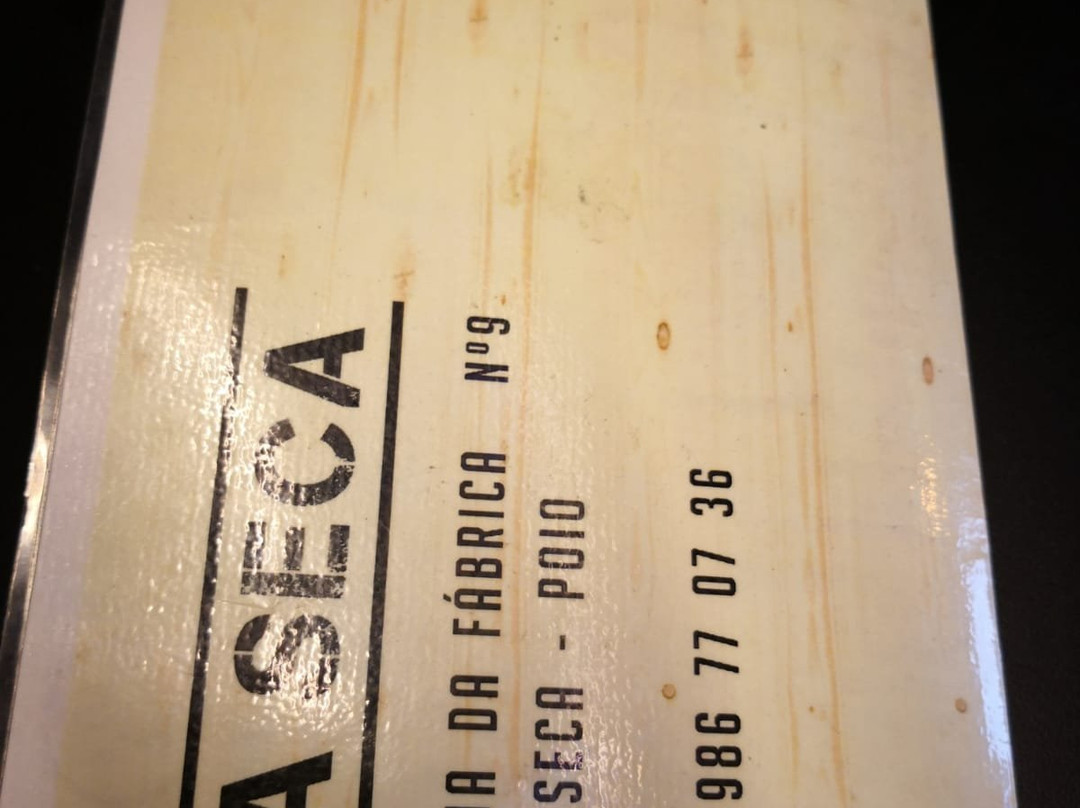 A SECA
DA FÁBRICA Nº9
SECA - POIO
986 77 07 36